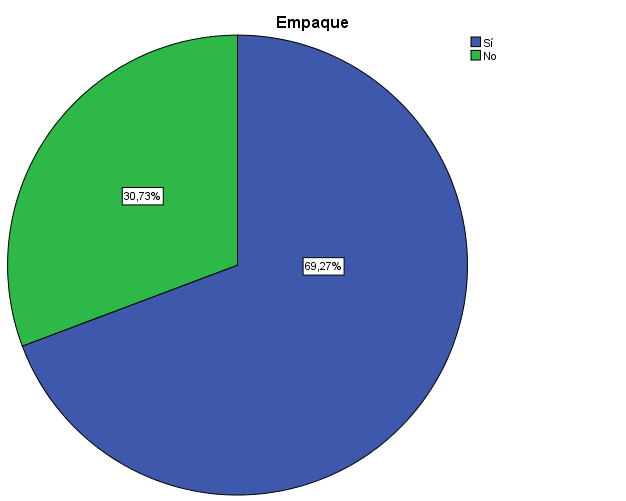 Empaque
Sí
No
30,73%
69,27%